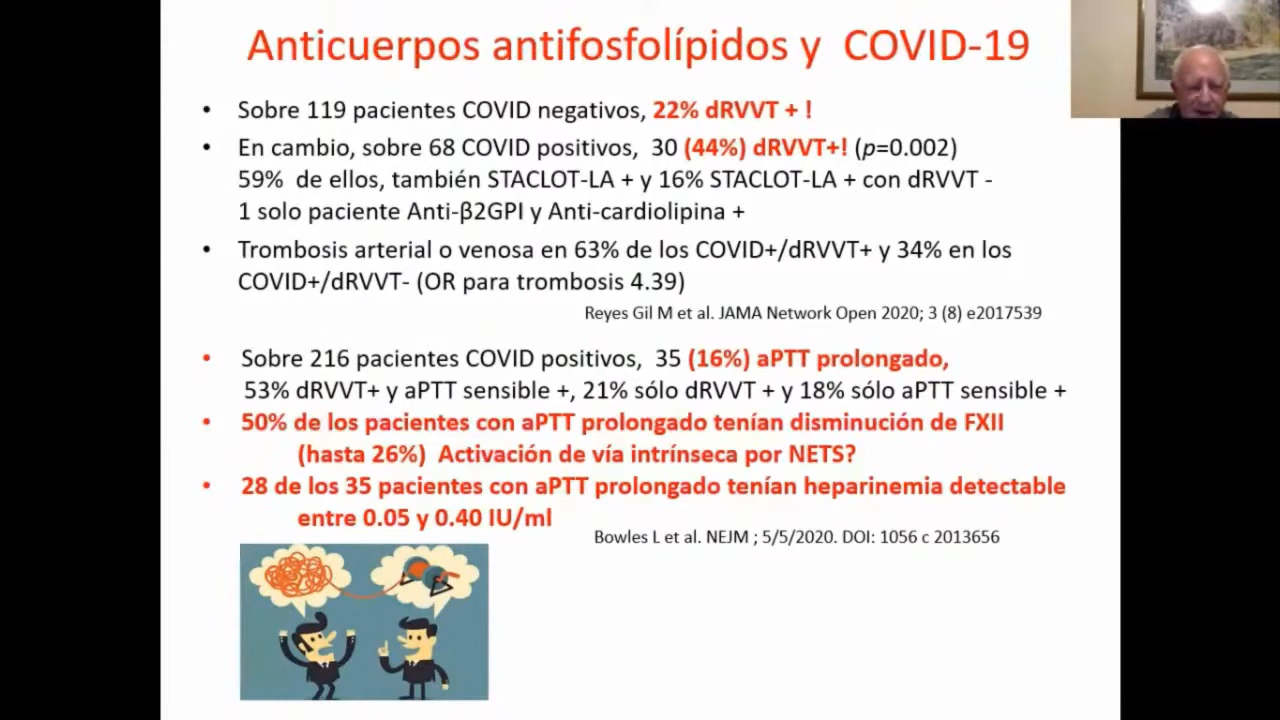 Anticuerpos antifosfolípidos y COVID-19
• Sobre 119 pacientes COVID negativos, 22% dRVVT + !
• En cambio, sobre 68 COVID positivos, 30 (44%) dRVVT+! (p=0.002)
59% de ellos, también STACLOT-LA + y 16% STACLOT-LA + con dRVVT -
1 solo paciente Anti-β2GPI y Anti-cardiolipina +
• Trombosis arterial o venosa en 63% de los COVID+/dRVVT+ y 34% en los
COVID+/dRVVT- (OR para trombosis 4.39)
Reyes Gil M et al. JAMA Network Open 2020; 3 (8) e2017539
• Sobre 216 pacientes COVID positivos, 35 (16%) aPTT prolongado,
53% dRVVT+ y aPTT sensible +, 21% sólo dRVVT + y 18% sólo aPTT sensible +
• 50% de los pacientes con aPTT prolongado tenían disminución de FXII
(hasta 26%) Activación de vía intrínseca por NETS?
• 28 de los 35 pacientes con aPTT prolongado tenían heparinemia detectable
entre 0.05 y 0.40 IU/ml
Bowles L et al. NEJM ; 5/5/2020. DOI: 1056 c 2013656